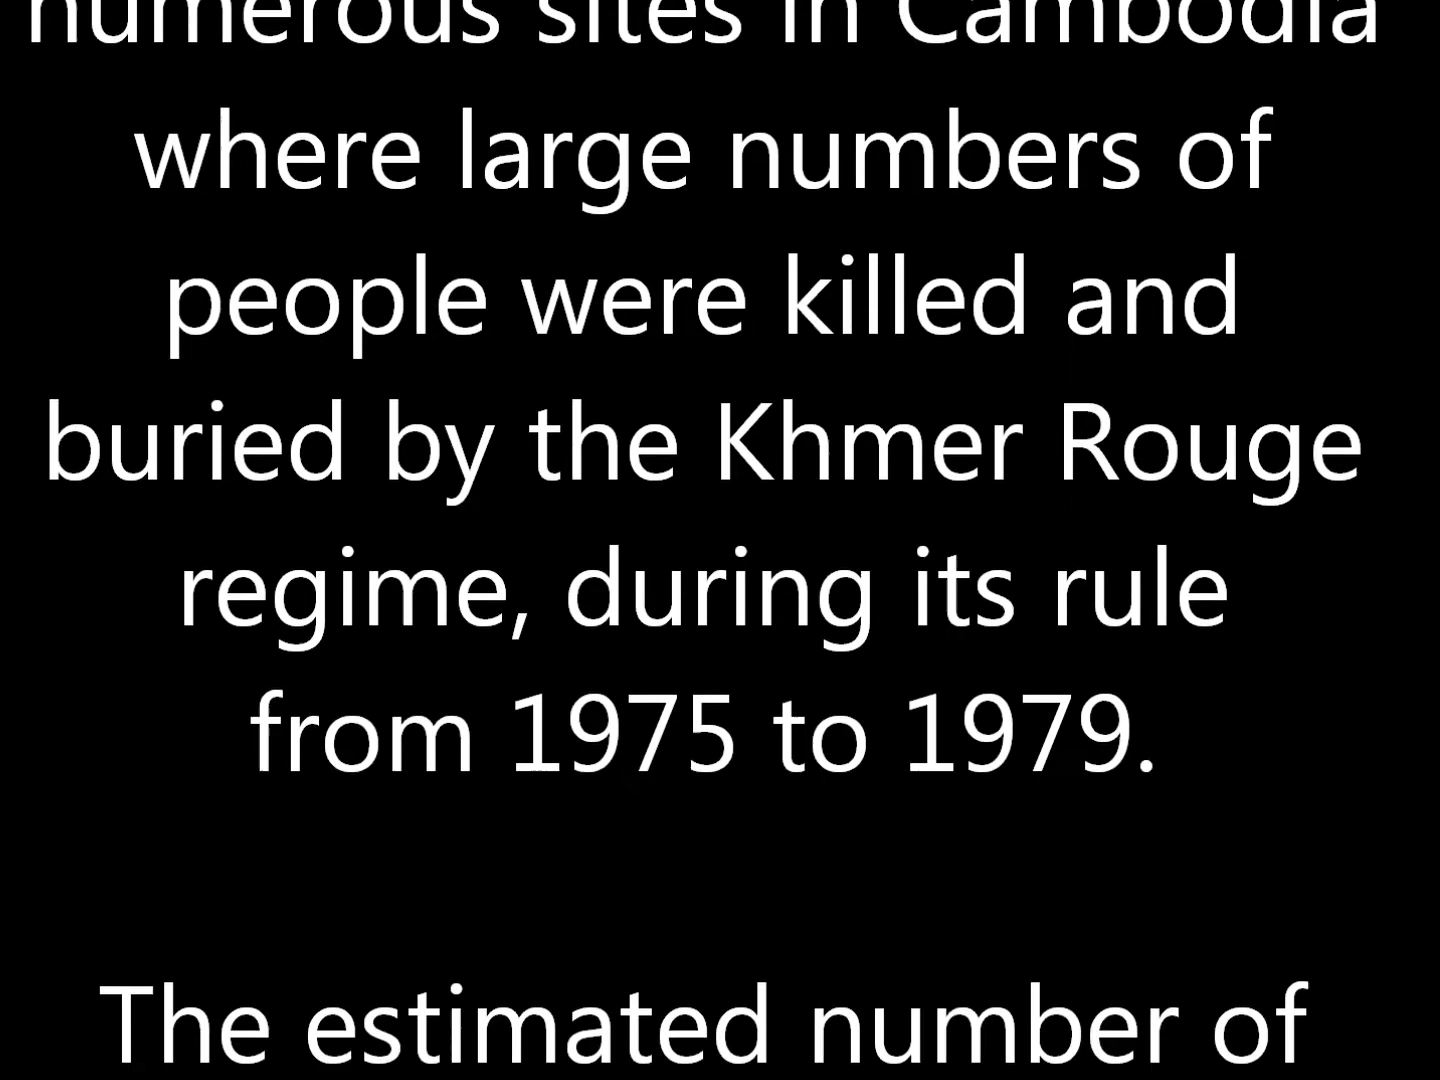 numerous sites in Cambodia
where large numbers of
people were killed and
buried by the Khmer Rouge
regime, during its rule
from 1975 to 1979.
The estimated number of